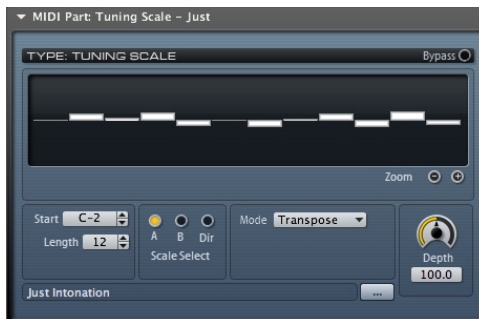 MIDI Part: Tuning Scale – Just
TYPE: TUNING SCALE Bypass
Zoom
Start C-2 Mode Transpose
Length 12 A B Dir
Scale Select Depth
100.0
Just Intonation ...